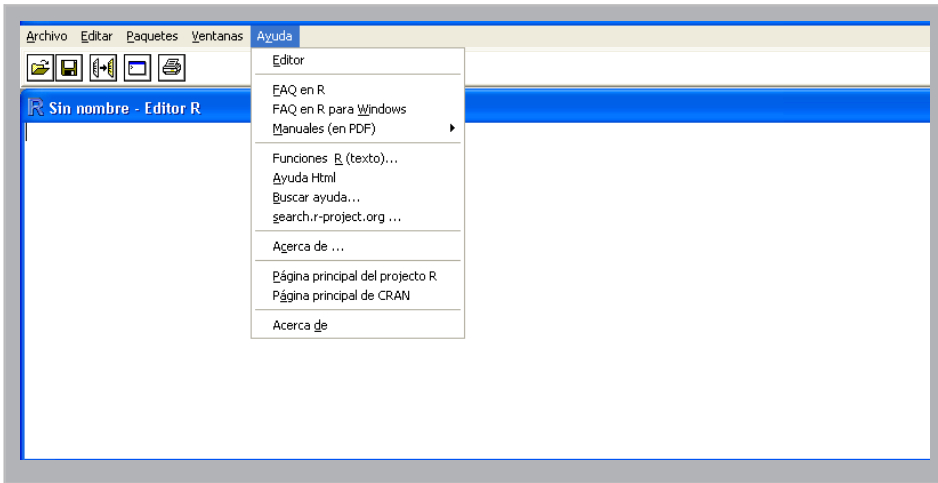 Archivo Editar Paquetes Ventanas Ayuda
Editor
FAQ en R
FAQ en R para Windows
Manuales (en PDF)
Funciones R (texto)...
Ayuda Html
Buscar ayuda...
search.r-project.org ...
Acerca de ...
Página principal del projecto R
Página principal de CRAN
Acerca de
R Sin nombre - Editor R